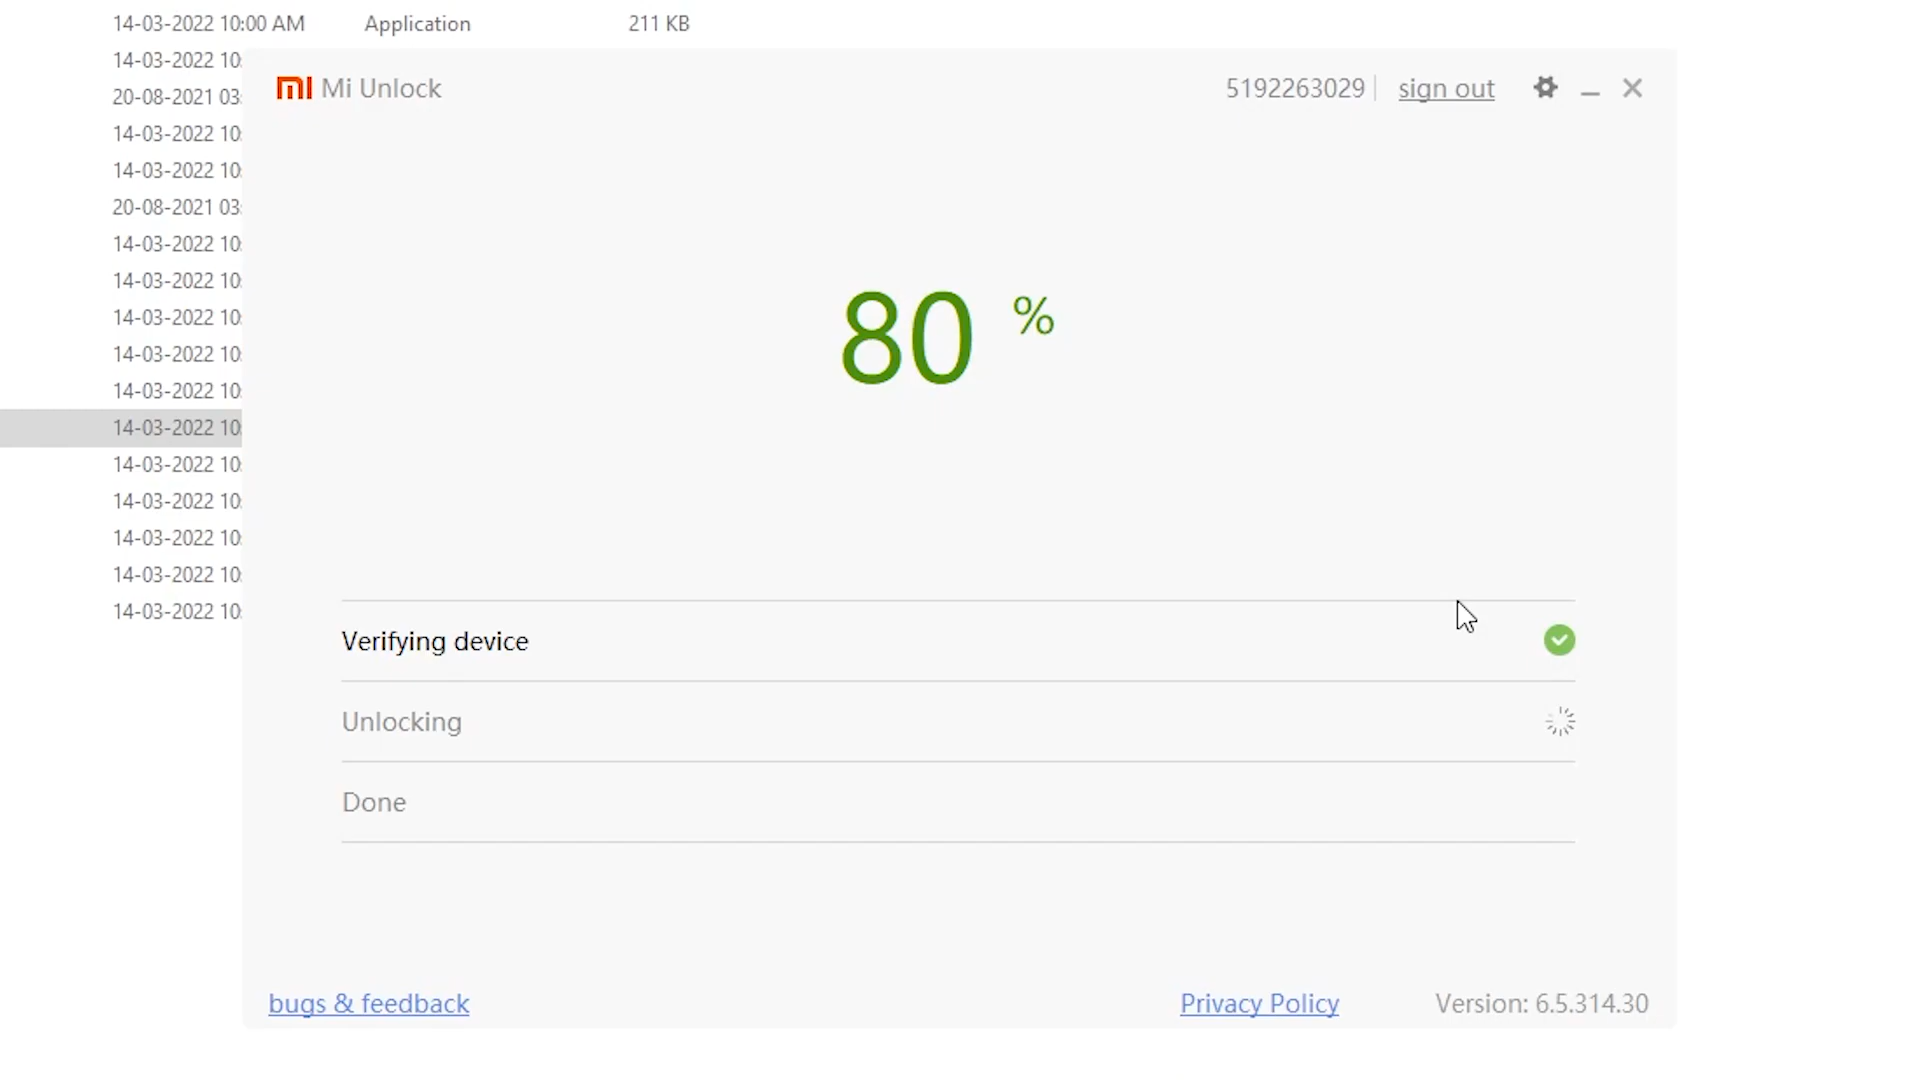 14-03-2022 10:00 AM Application 211 KB
14-03-2022 10:
20-08-2021 03:
14-03-2022 10:
14-03-2022 10:
20-08-2021 03:
14-03-2022 10:
14-03-2022 10:
14-03-2022 10:
14-03-2022 10:
14-03-2022 10:
14-03-2022 10:
14-03-2022 10:
14-03-2022 10:
14-03-2022 10:
14-03-2022 10:
14-03-2022 10:
mi Mi Unlock 5192263029 sign out
80 %
Verifying device
Unlocking
Done
bugs & feedback Privacy Policy Version: 6.5.314.30